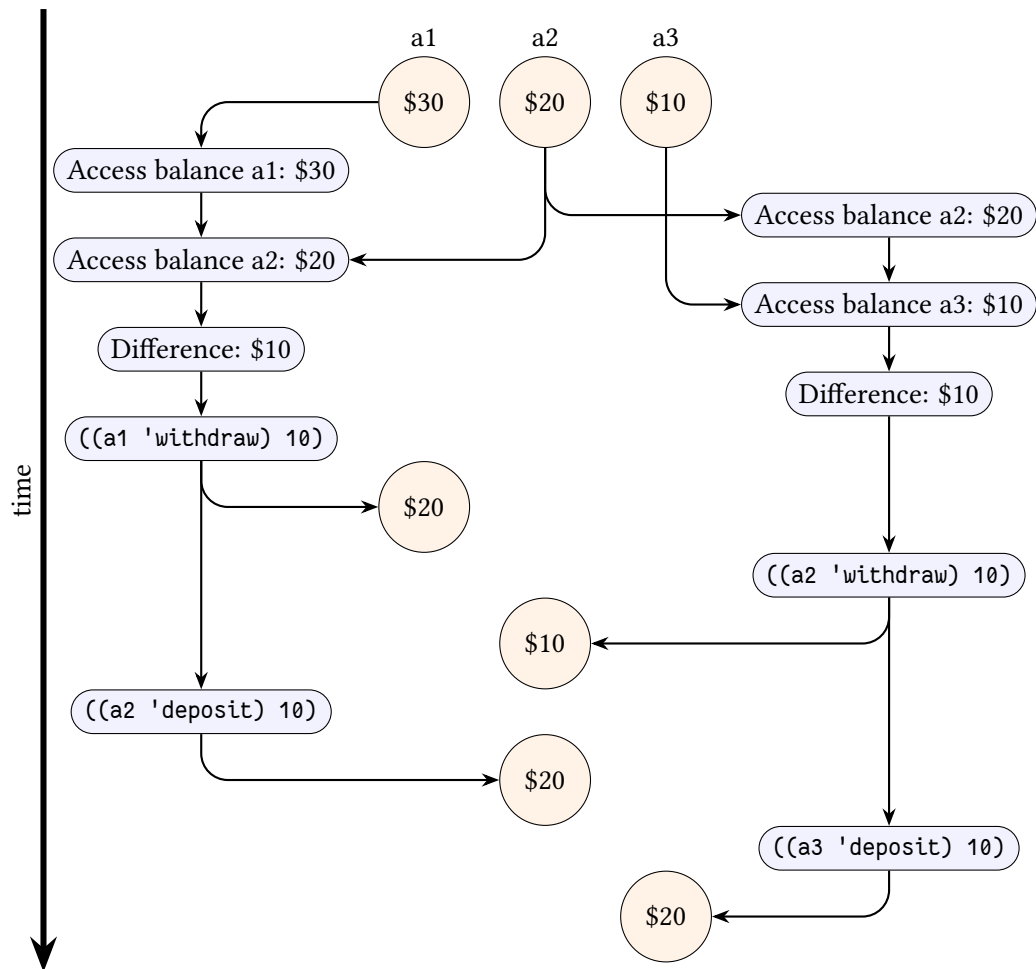 a1
a2
a3
$30
$20
$10
Access balance a1: $30
Access balance a2: $20
Access balance a2: $20
Access balance a3: $10
Difference: $10
Difference: $10
((a1 'withdraw) 10)
time
$20
((a2 'withdraw) 10)
$10
((a2 'deposit) 10)
$20
((a3 'deposit) 10)
$20